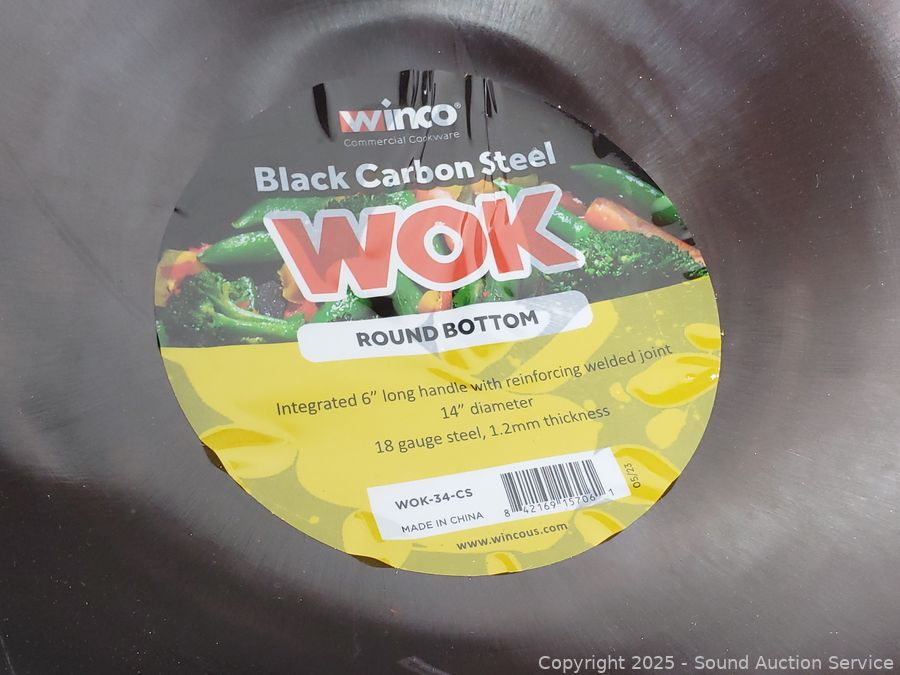 winco®
Commercial Cookware
Black Carbon Steel
WOK
ROUND BOTTOM
Integrated 6” long handle with reinforcing welded joint
14” diameter
18 gauge steel, 1.2mm thickness
WOK-34-CS
MADE IN CHINA
8 42169 15706 1
05/23
www.wincous.com
Copyright 2025 - Sound Auction Service